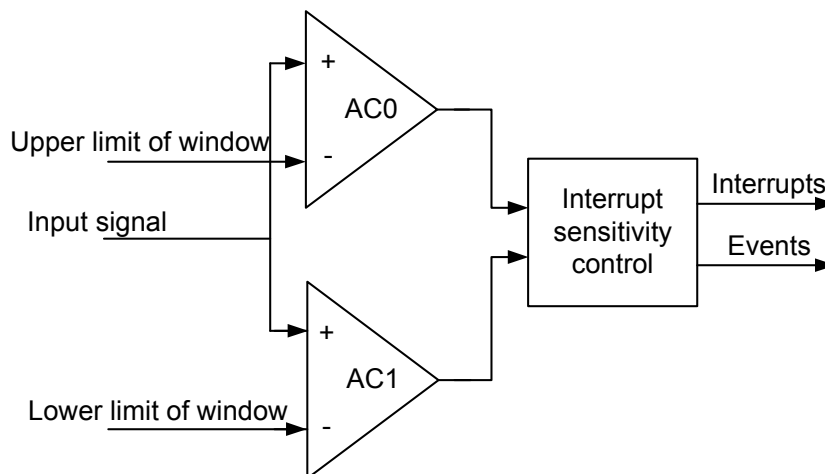 +
AC0
Upper limit of window
-
Input signal
Interrupt
sensitivity
control
Interrupts
Events
+
AC1
Lower limit of window
-